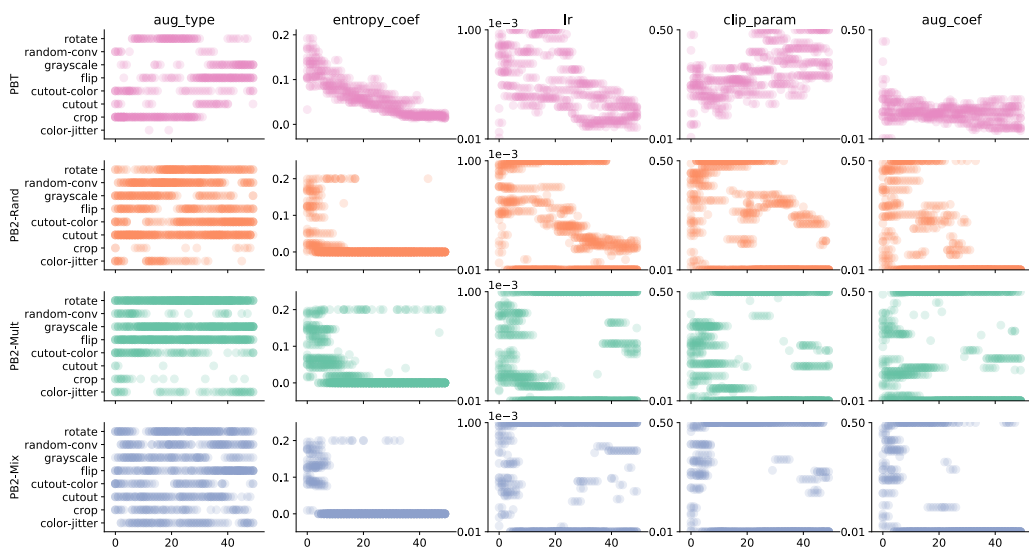 aug_type entropy_coef lr clip_param aug_coef
PBT
rotate
random-conv
grayscale
flip
cutout-color
cutout
crop
color-jitter
0.2
0.1
0.0
1.00
1e−3
0.01
0.50
0.01
0.50
0.01
PB2-Rand
rotate
random-conv
grayscale
flip
cutout-color
cutout
crop
color-jitter
0.2
0.1
0.0
1.00
1e−3
0.01
0.50
0.01
0.50
0.01
PB2-Mult
rotate
random-conv
grayscale
flip
cutout-color
cutout
crop
color-jitter
0.2
0.1
0.0
1.00
1e−3
0.01
0.50
0.01
0.50
0.01
PB2-Mix
rotate
random-conv
grayscale
flip
cutout-color
cutout
crop
color-jitter
0.2
0.1
0.0
1.00
1e−3
0.01
0.50
0.01
0.50
0.01
0 20 40 0 20 40 0 20 40 0 20 40 0 20 40